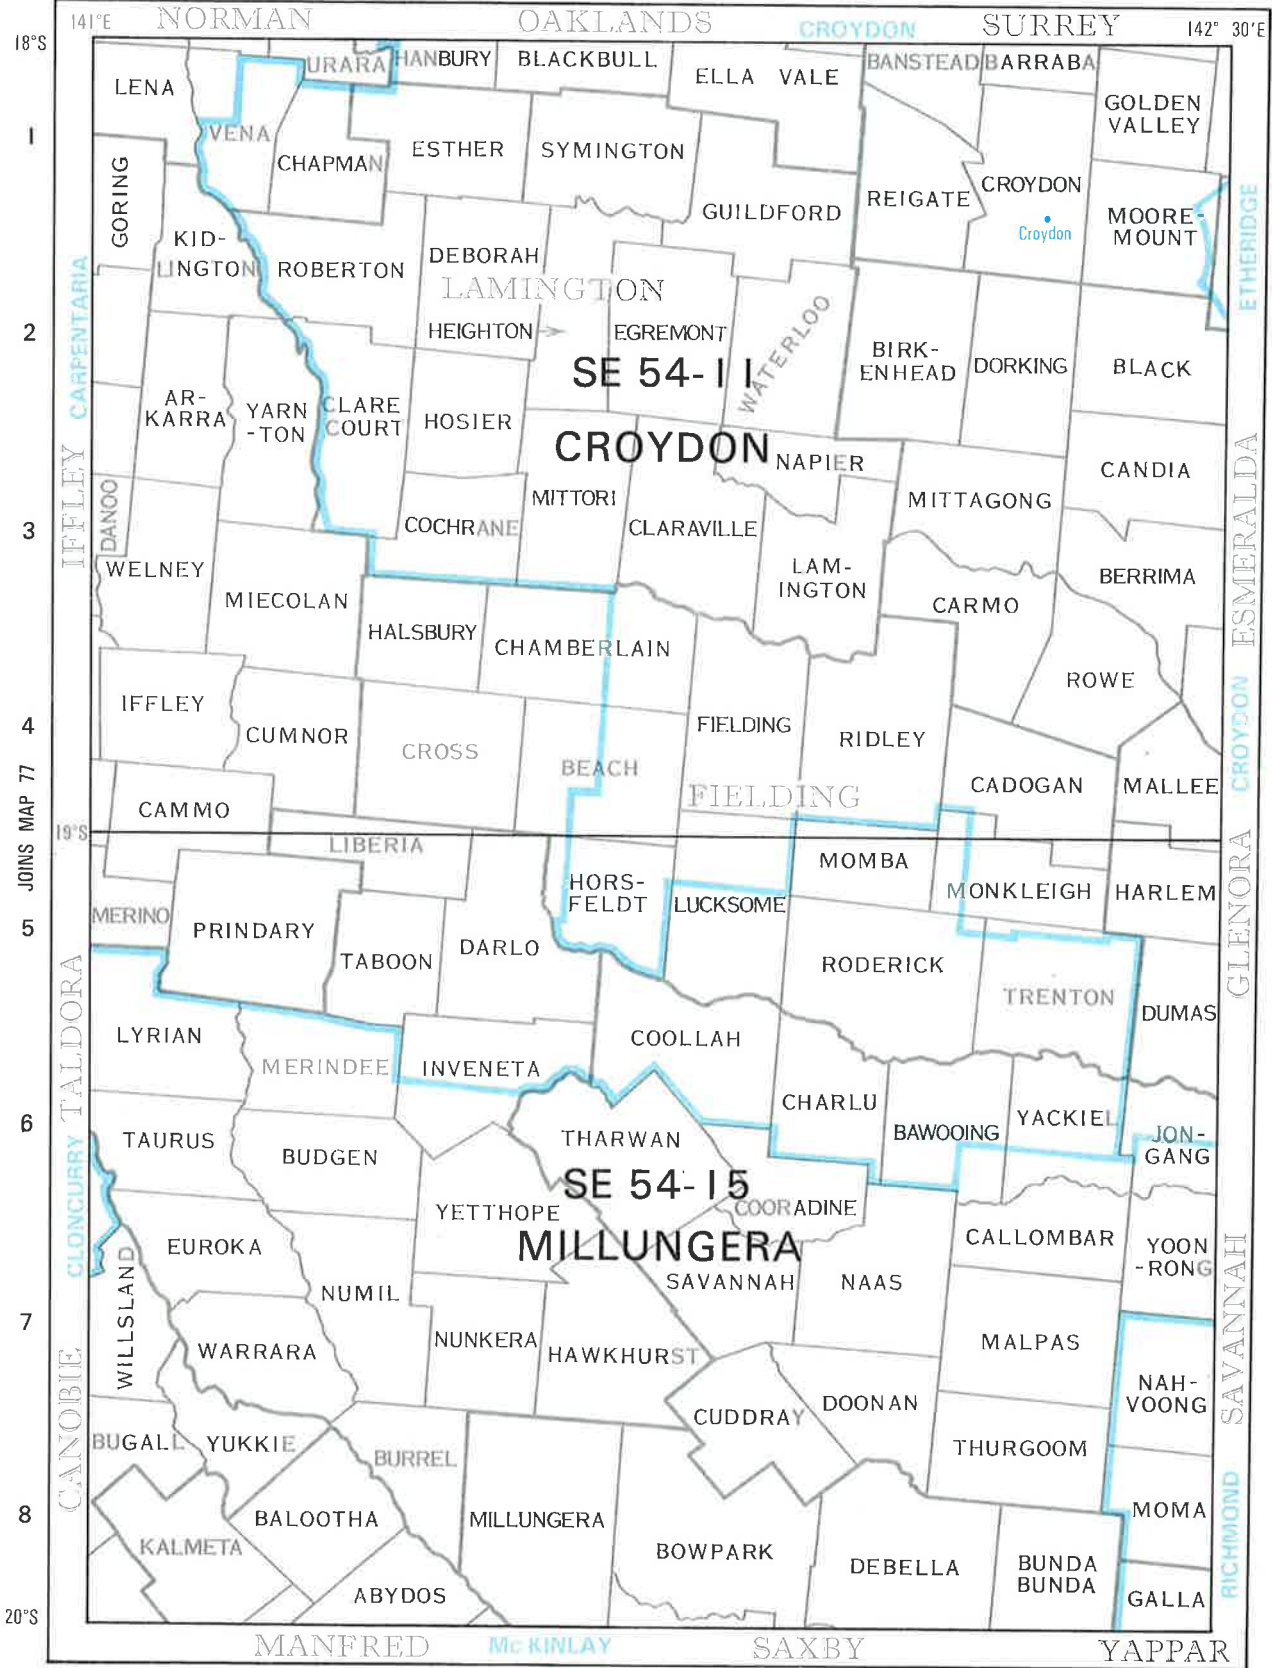 141°E NORMAN OAKLANDS CROYDON SURREY 142° 30'E
18°S
URARA HANBURY BLACKBULL BANSTEAD BARRABA
LENA ELLA VALE
GOLDEN
VALLEY
1
VENA
CHAPMAN ESTHER SYMINGTON
GORING
CROYDON
REIGATE
ETHERIDGE
GUILDFORD
MOORE-
MOUNT
Croydon
KID-
LINGTON
ROBERTON
DEBORAH
LAMINGTON
CARPENTARIA
2
HEIGHTON
EGREMONT
WATERLOO
BIRK-
ENHEAD
DORKING
BLACK
SE 54-11
CROYDON
AR-
KARRA
YARN
-TON
CLARE
COURT
HOSIER
NAPIER
CANDIA
IFFLEY
DANOO
MITTORI
MITTAGONG
ESMERALDA
3
COCHRANE
CLARAVILLE
WELNEY
LAM-
INGTON
BERRIMA
MIECOLAN
CARMO
HALSBURY
CHAMBERLAIN
ROWE
IFFLEY
4
CUMNOR
CROSS
FIELDING
RIDLEY
CROYDON
BEACH
CADOGAN
MALLEE
FIELDING
CAMMO
JOINS MAP 77
19°S
LIBERIA
MOMBA
HORS-
FELDT
LUCKSOME
MONKLEIGH
HARLEM
GLENORA
MERINO
5
PRINDARY
TABOON
DARLO
RODERICK
TRENTON
DUMAS
TALDORA
LYRIAN
MERINDEE
INVENETA
COOLLAH
CHARLU
BAWOOING
YACKIEL
6
TAURUS
BUDGEN
THARWAN
JON-
GANG
CLONCURRY
SE 54-15
MILLUNGERA
YETTHOPE
COORADINE
EUROKA
CALLOMBAR
YOON
-RONG
SAVANNAH
WILLSLAND
NUMIL
SAVANNAH
NAAS
7
WARRARA
NUNKERA
HAWKHURST
MALPAS
NAH-
VOONG
CANOBIE
CUDDRAY
DOONAN
BUGALL
YUKKIE
BURREL
THURGOOM
8
BALOOTHA
MILLUNGERA
MOMA
RICHMOND
KALMETA
BOWPARK
DEBELLA
BUNDA
BUNDA
ABYDOS
GALLA
20°S
MANFRED McKINLAY SAXBY YAPPAR